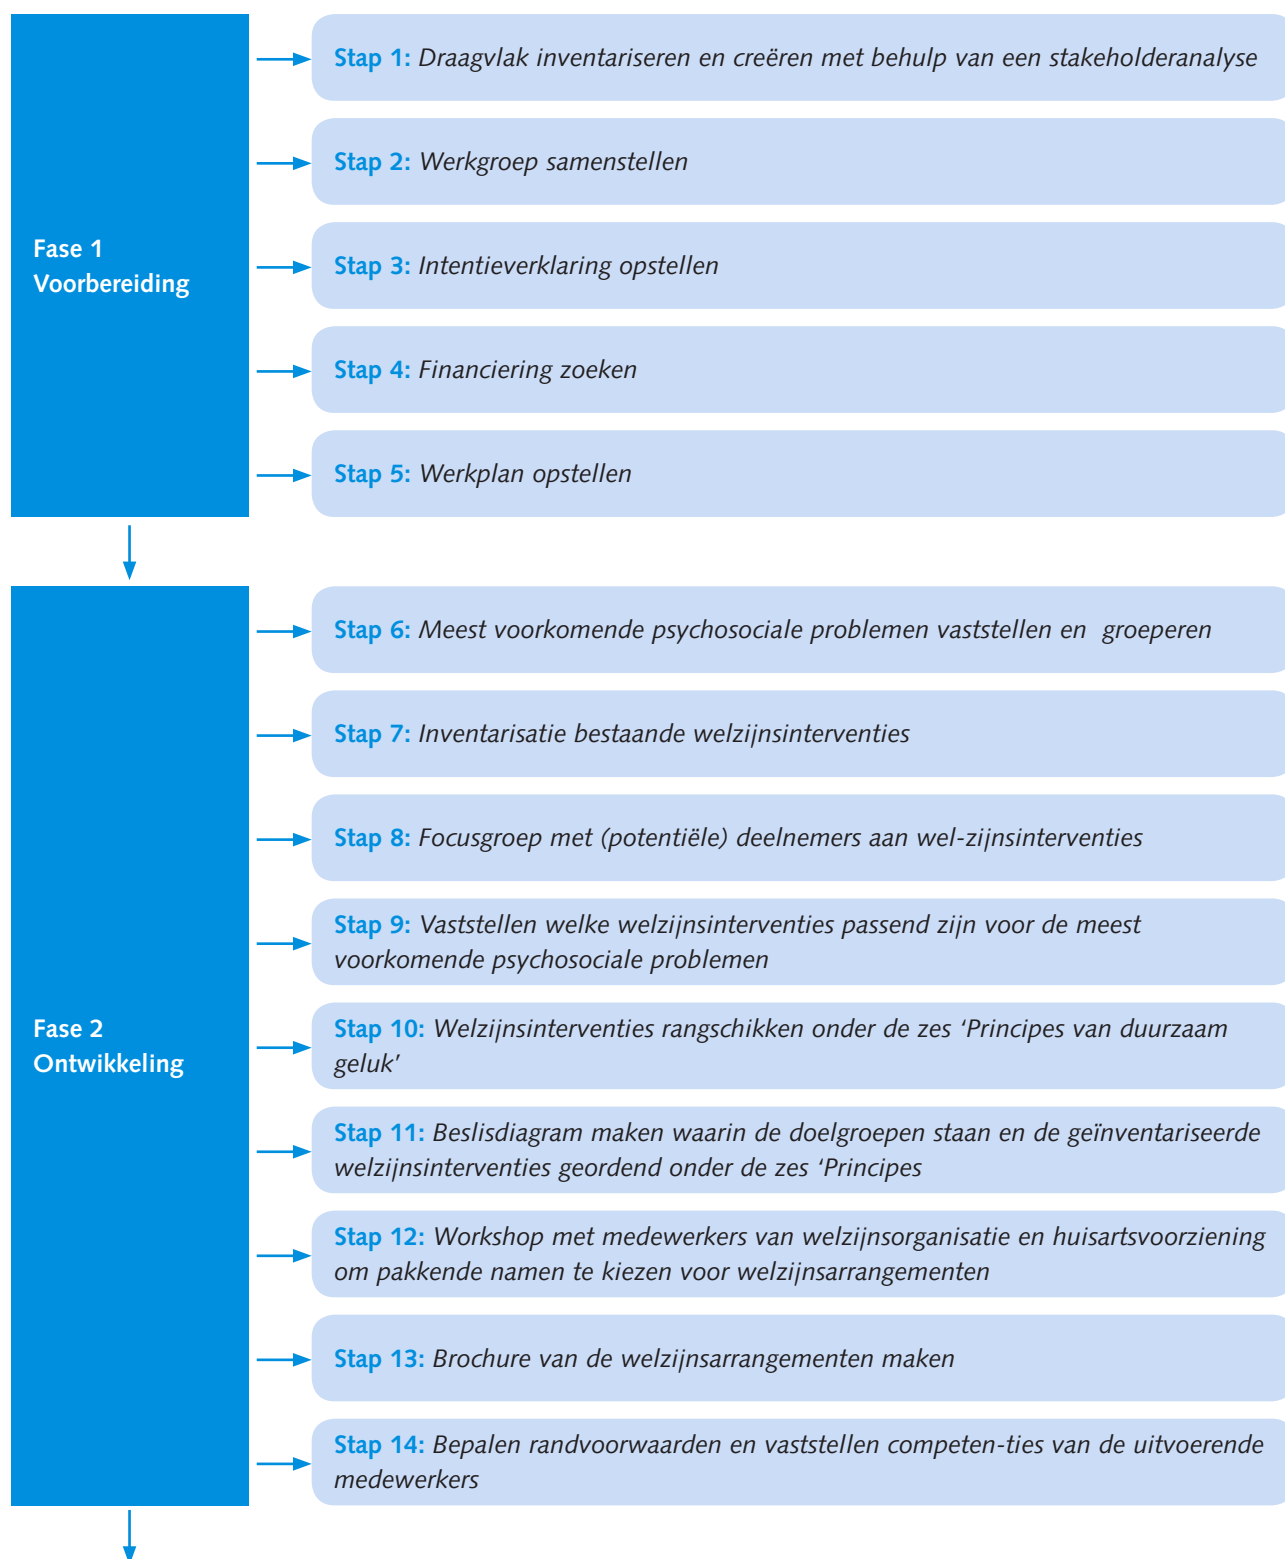 Fase 1
Voorbereiding
Stap 1: Draagvlak inventariseren en creëren met behulp van een stakeholderanalyse
Stap 2: Werkgroep samenstellen
Stap 3: Intentieverklaring opstellen
Stap 4: Financiering zoeken
Stap 5: Werkplan opstellen
Fase 2
Ontwikkeling
Stap 6: Meest voorkomende psychosociale problemen vaststellen en  groeperen
Stap 7: Inventarisatie bestaande welzijnsinterventies
Stap 8: Focusgroep met (potentiële) deelnemers aan wel-zijnsinterventies
Stap 9: Vaststellen welke welzijnsinterventies passend zijn voor de meest
voorkomende psychosociale problemen
Stap 10: Welzijnsinterventies rangschikken onder de zes ‘Principes van duurzaam
geluk’
Stap 11: Beslisdiagram maken waarin de doelgroepen staan en de geïnventariseerde
welzijnsinterventies geordend onder de zes ‘Principes
Stap 12: Workshop met medewerkers van welzijnsorganisatie en huisartsvoorziening
om pakkende namen te kiezen voor welzijnsarrangementen
Stap 13: Brochure van de welzijnsarrangementen maken
Stap 14: Bepalen randvoorwaarden en vaststellen competen-ties van de uitvoerende
medewerkers